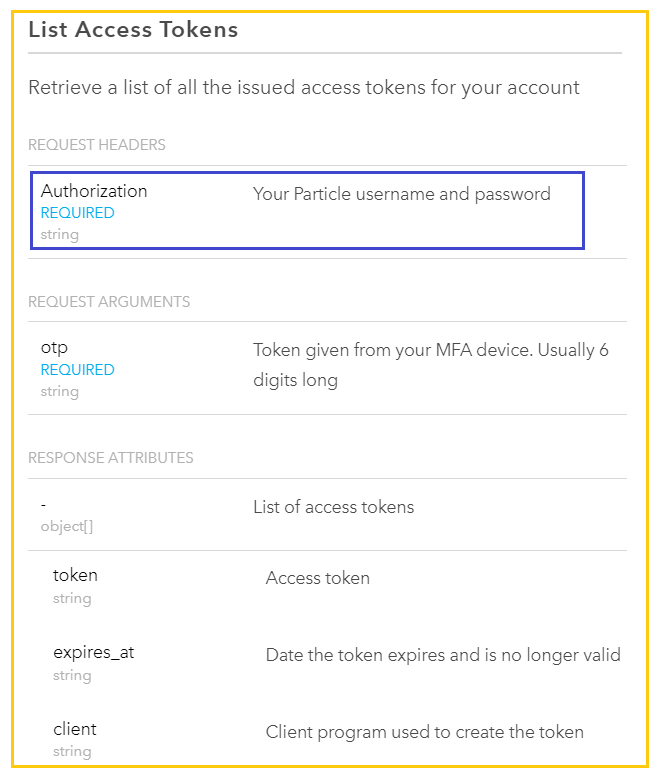 List Access Tokens
Retrieve a list of all the issued access tokens for your account
REQUEST HEADERS
Authorization
Your Particle username and password
REQUIRED
string
REQUEST ARGUMENTS
otp
Token given from your MFA device. Usually 6
digits long
REQUIRED
string
RESPONSE ATTRIBUTES
-
List of access tokens
object[]
token
Access token
string
expires_at
Date the token expires and is no longer valid
string
client
Client program used to create the token
string